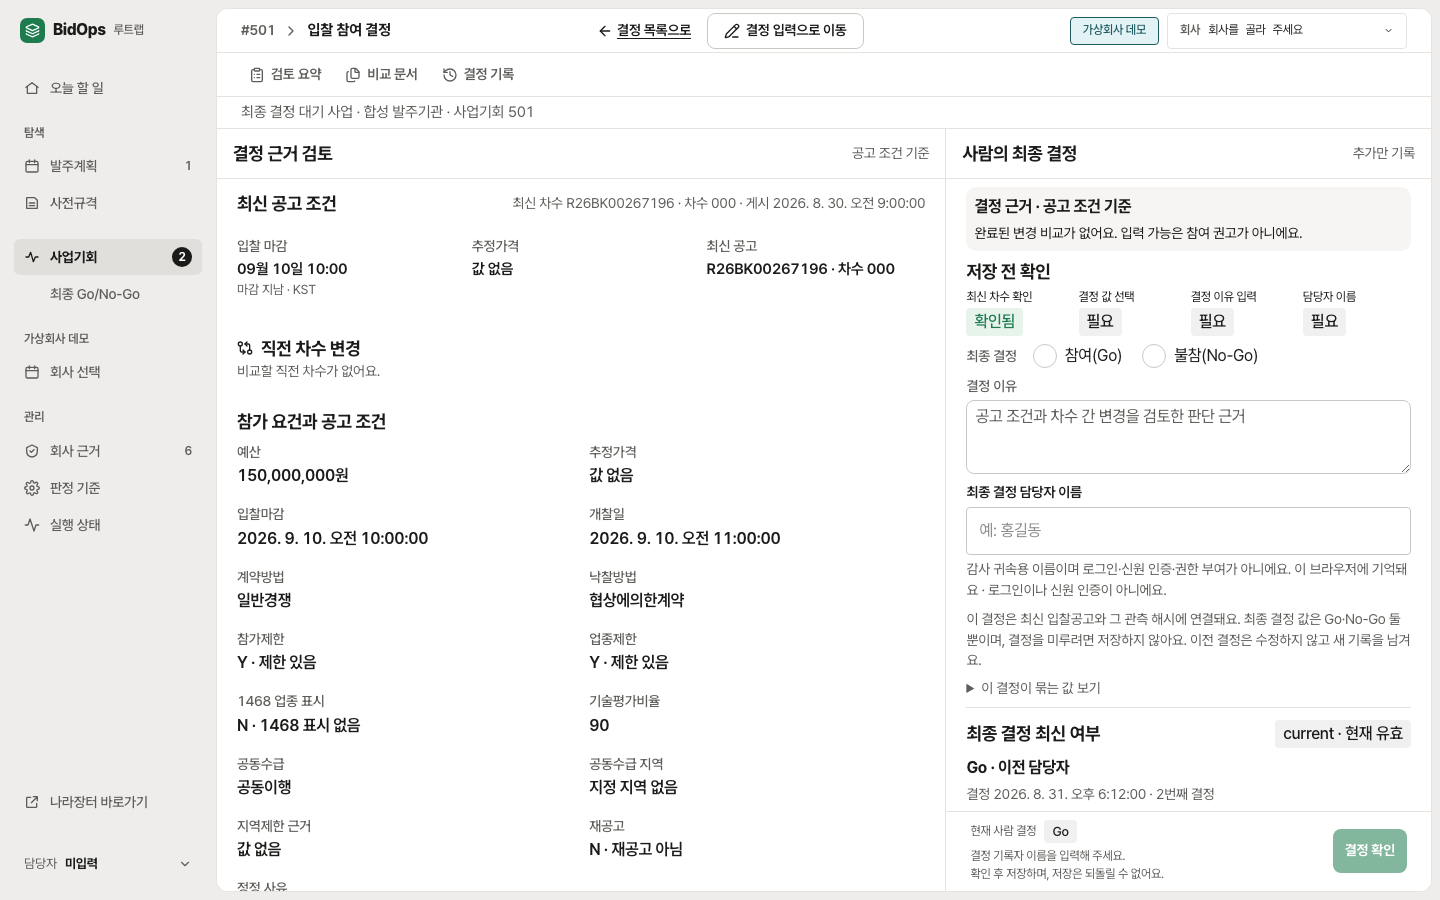 BidOps 루트랩
오늘 할 일
탐색
발주계획 1
사전규격
사업기회 2
최종 Go/No-Go
가상회사 데모
회사 선택
관리
회사 근거 6
판정 기준
실행 상태
나라장터 바로가기
담당자 미입력
#501 > 입찰 참여 결정
결정 목록으로
결정 입력으로 이동
가상회사 데모
회사 회사를 골라 주세요
검토 요약
비교 문서
결정 기록
최종 결정 대기 사업 · 합성 발주기관 · 사업기회 501
결정 근거 검토
공고 조건 기준
최신 공고 조건
최신 차수 R26BK00267196 · 차수 000 · 게시 2026. 8. 30. 오전 9:00:00
입찰 마감
09월 10일 10:00
마감 지남 · KST
추정가격
값 없음
최신 공고
R26BK00267196 · 차수 000
직전 차수 변경
비교할 직전 차수가 없어요.
참가 요건과 공고 조건
예산
150,000,000원
추정가격
값 없음
입찰마감
2026. 9. 10. 오전 10:00:00
개찰일
2026. 9. 10. 오전 11:00:00
계약방법
일반경쟁
낙찰방법
협상에의한계약
참가제한
Y · 제한 있음
업종제한
Y · 제한 있음
1468 업종 표시
N · 1468 표시 없음
기술평가비율
90
공동수급
공동이행
공동수급 지역
지정 지역 없음
지역제한 근거
값 없음
재공고
N · 재공고 아님
정정 사유
사람의 최종 결정
추가만 기록
결정 근거 · 공고 조건 기준
완료된 변경 비교가 없어요. 입력 가능은 참여 권고가 아니에요.
저장 전 확인
최신 차수 확인
확인됨
결정 값 선택
필요
결정 이유 입력
필요
담당자 이름
필요
최종 결정 참여(Go) 불참(No-Go)
결정 이유
공고 조건과 차수 간 변경을 검토한 판단 근거
최종 결정 담당자 이름
예: 홍길동
감사 귀속용 이름이며 로그인·신원 인증·권한 부여가 아니에요. 이 브라우저에 기억돼
요 · 로그인이나 신원 인증이 아니에요.
이 결정은 최신 입찰공고와 그 관측 해시에 연결돼요. 최종 결정 값은 Go·No-Go 둘
뿐이며, 결정을 미루려면 저장하지 않아요. 이전 결정은 수정하지 않고 새 기록을 남겨
요.
▶ 이 결정이 묶는 값 보기
최종 결정 최신 여부
current · 현재 유효
Go · 이전 담당자
결정 2026. 8. 31. 오후 6:12:00 · 2번째 결정
현재 사람 결정 Go
결정 기록자 이름을 입력해 주세요.
확인 후 저장하며, 저장은 되돌릴 수 없어요.
결정 확인